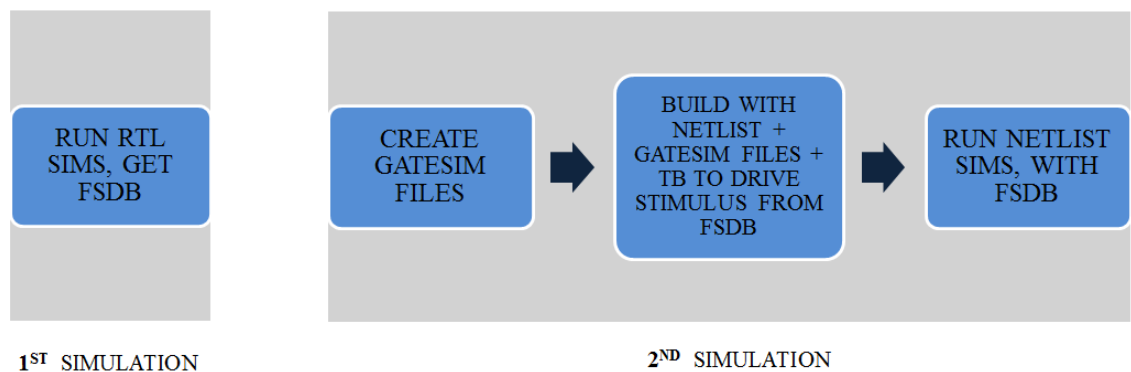 RUN RTL
SIMS, GET
FSDB
CREATE
GATESIM
FILES
BUILD WITH
NETLIST +
GATESIM FILES +
TB TO DRIVE
STIMULUS FROM
FSDB
RUN NETLIST
SIMS, WITH
FSDB
1ST SIMULATION
2ND SIMULATION